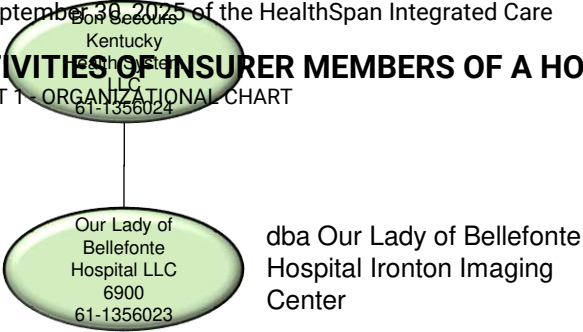 ptember 30, 2025 of the HealthSpan Integrated Care
Bon Secours
Kentucky
Health System
LLC
61-1356024
IVITIES OF INSURER MEMBERS OF A HO
T 1 - ORGANIZATIONAL CHART
Our Lady of
Bellefonte
Hospital LLC
6900
61-1356023
dba Our Lady of Bellefonte
Hospital Ironton Imaging
Center